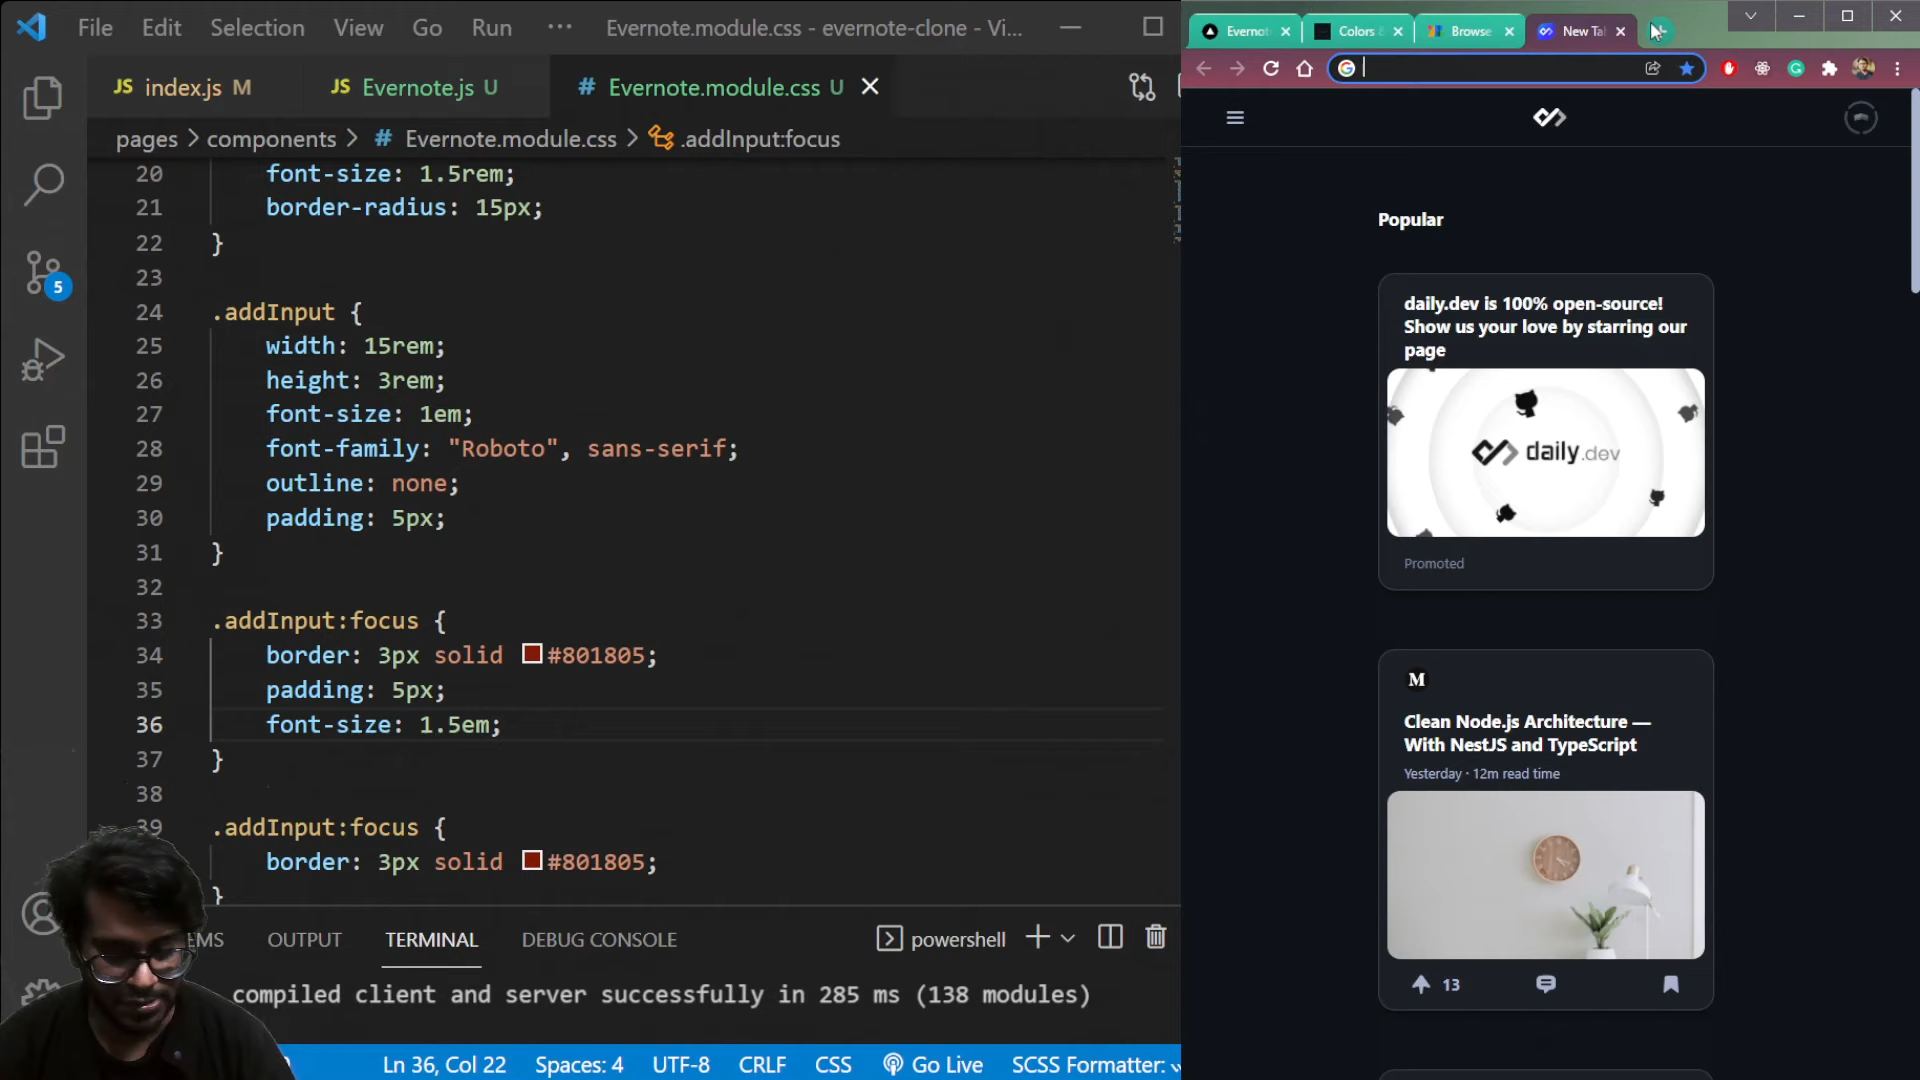 File Edit Selection View Go Run ··· Evernote.module.css - evernote-clone - Vi...
JS index.js M JS Evernote.js U # Evernote.module.css U
pages > components > # Evernote.module.css > .addInput:focus
20 font-size: 1.5rem;
21 border-radius: 15px;
22 }
23
24 .addInput {
25 width: 15rem;
26 height: 3rem;
27 font-size: 1em;
28 font-family: "Roboto", sans-serif;
29 outline: none;
30 padding: 5px;
31 }
32
33 .addInput:focus {
34 border: 3px solid #801805;
35 padding: 5px;
36 font-size: 1.5em;
37 }
38
39 .addInput:focus {
border: 3px solid #801805;
}
5
EMS OUTPUT TERMINAL DEBUG CONSOLE powershell
compiled client and server successfully in 285 ms (138 modules)
Ln 36, Col 22 Spaces: 4 UTF-8 CRLF CSS Go Live SCSS Formatter:
Evernot Colors Browse New Tab
Popular
daily.dev is 100% open-source!
Show us your love by starring our
page
daily.dev
Promoted
M
Clean Node.js Architecture —
With NestJS and TypeScript
Yesterday · 12m read time
13